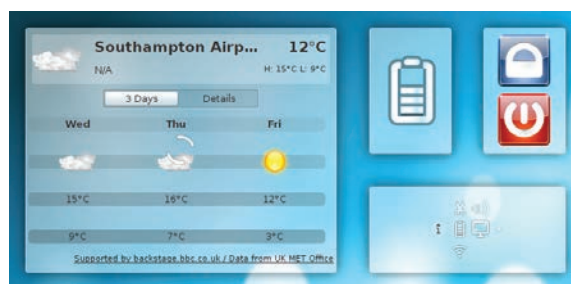 Southampton Airp... 12°C
N/A H: 15°C L: 9°C
3 Days Details
Wed Thu Fri
15°C 16°C 12°C
9°C 7°C 3°C
Supported by backstage.bbc.co.uk / Data from UK MET Office